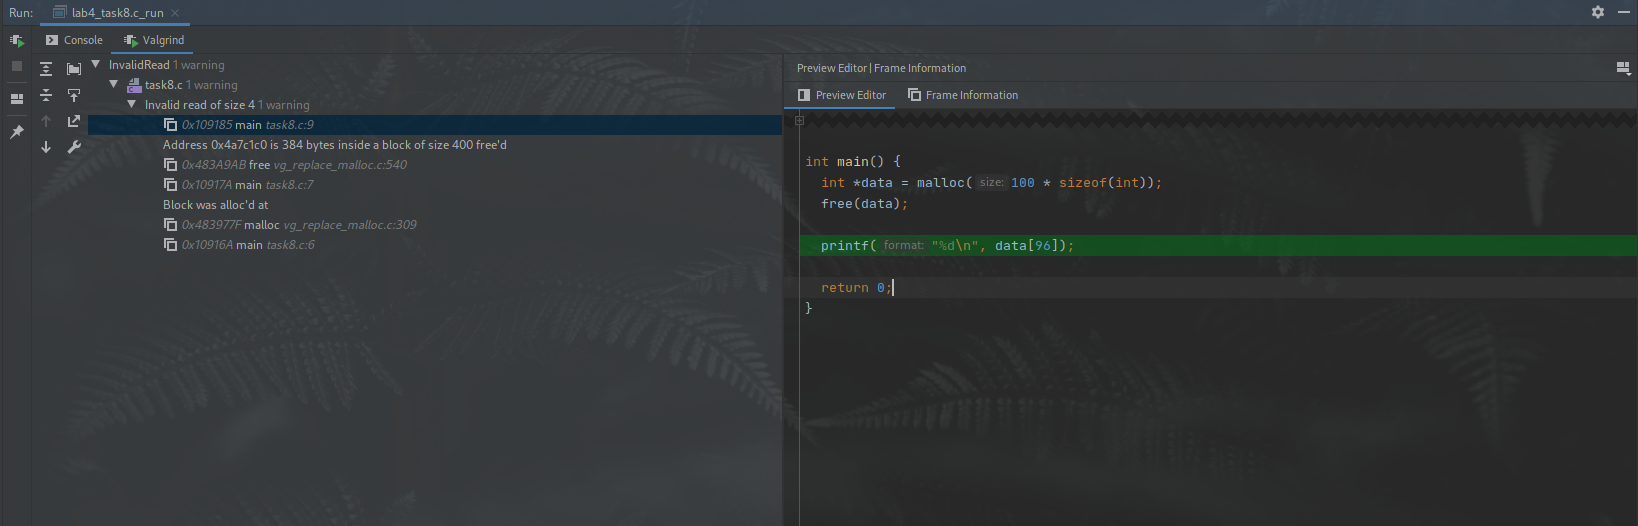 Run: lab4_task8.c_run
Console Valgrind
InvalidRead 1 warning
task8.c 1 warning
Invalid read of size 4 1 warning
0x109185 main task8.c:9
Address 0x4a7c1c0 is 384 bytes inside a block of size 400 free'd
0x483A9AB free vg_replace_malloc.c:540
0x10917A main task8.c:7
Block was alloc'd at
0x483977F malloc vg_replace_malloc.c:309
0x10916A main task8.c:6
Preview Editor | Frame Information
Preview Editor Frame Information
int main() {
int *data = malloc( size: 100 * sizeof(int));
free(data);
printf( format: "%d\n", data[96]);
return 0;
}